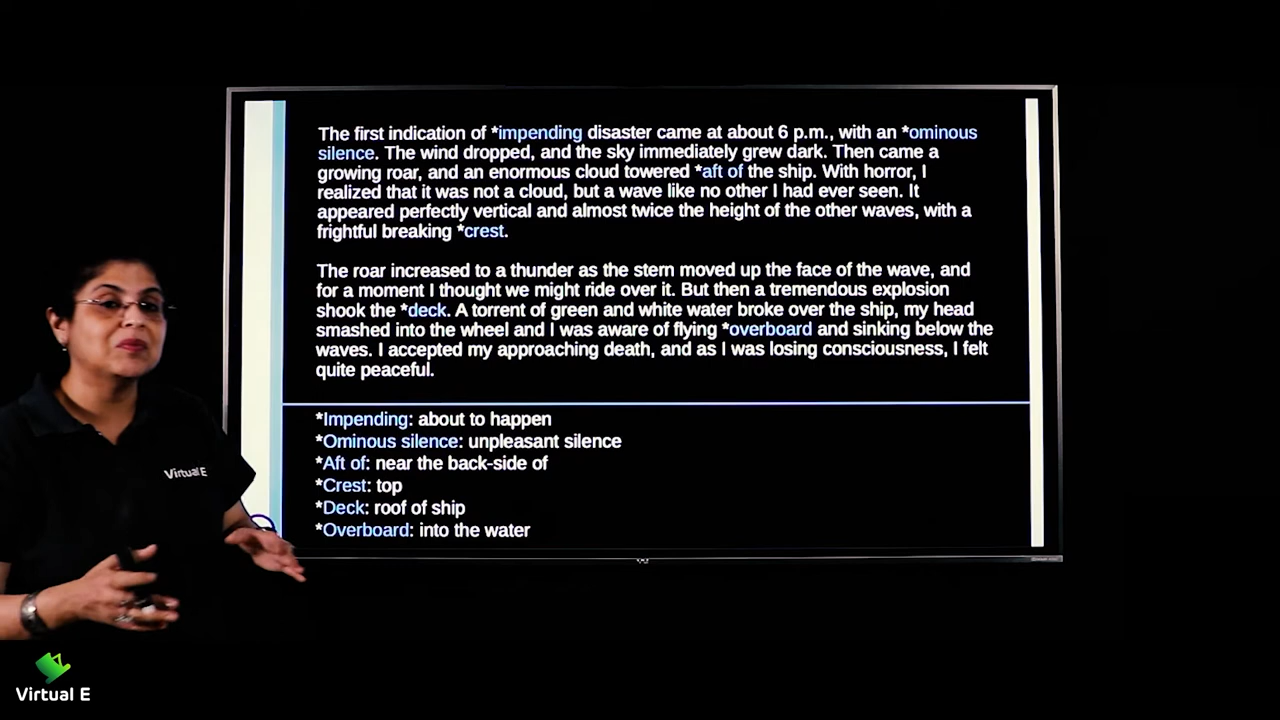 The first indication of *impending disaster came at about 6 p.m., with an *ominous
silence. The wind dropped, and the sky immediately grew dark. Then came a
growing roar, and an enormous cloud towered *aft of the ship. With horror, I
realized that it was not a cloud, but a wave like no other I had ever seen. It
appeared perfectly vertical and almost twice the height of the other waves, with a
frightful breaking *crest.
The roar increased to a thunder as the stern moved up the face of the wave, and
for a moment I thought we might ride over it. But then a tremendous explosion
shook the *deck. A torrent of green and white water broke over the ship, my head
smashed into the wheel and I was aware of flying *overboard and sinking below the
waves. I accepted my approaching death, and as I was losing consciousness, I felt
quite peaceful.
*Impending: about to happen
*Ominous silence: unpleasant silence
*Aft of: near the back-side of
*Crest: top
*Deck: roof of ship
*Overboard: into the water
Virtual E
Virtual E